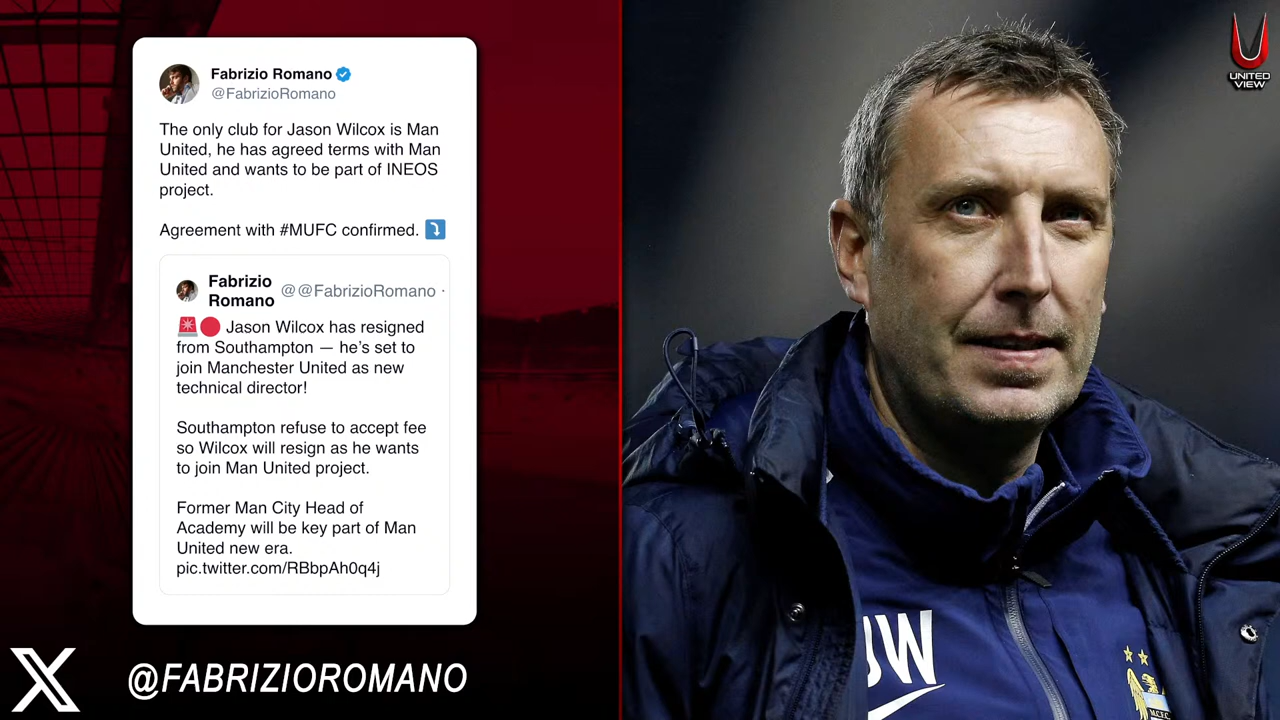 Fabrizio Romano
@FabrizioRomano
The only club for Jason Wilcox is Man
United, he has agreed terms with Man
United and wants to be part of INEOS
project.
Agreement with #MUFC confirmed. ⤵️
Fabrizio
Romano
@@FabrizioRomano ·
🚨🔴 Jason Wilcox has resigned
from Southampton — he's set to
join Manchester United as new
technical director!
Southampton refuse to accept fee
so Wilcox will resign as he wants
to join Man United project.
Former Man City Head of
Academy will be key part of Man
United new era.
pic.twitter.com/RBbpAh0q4j
@FABRIZIOROMANO
UNITED
VIEW
JW
M.C.F.C